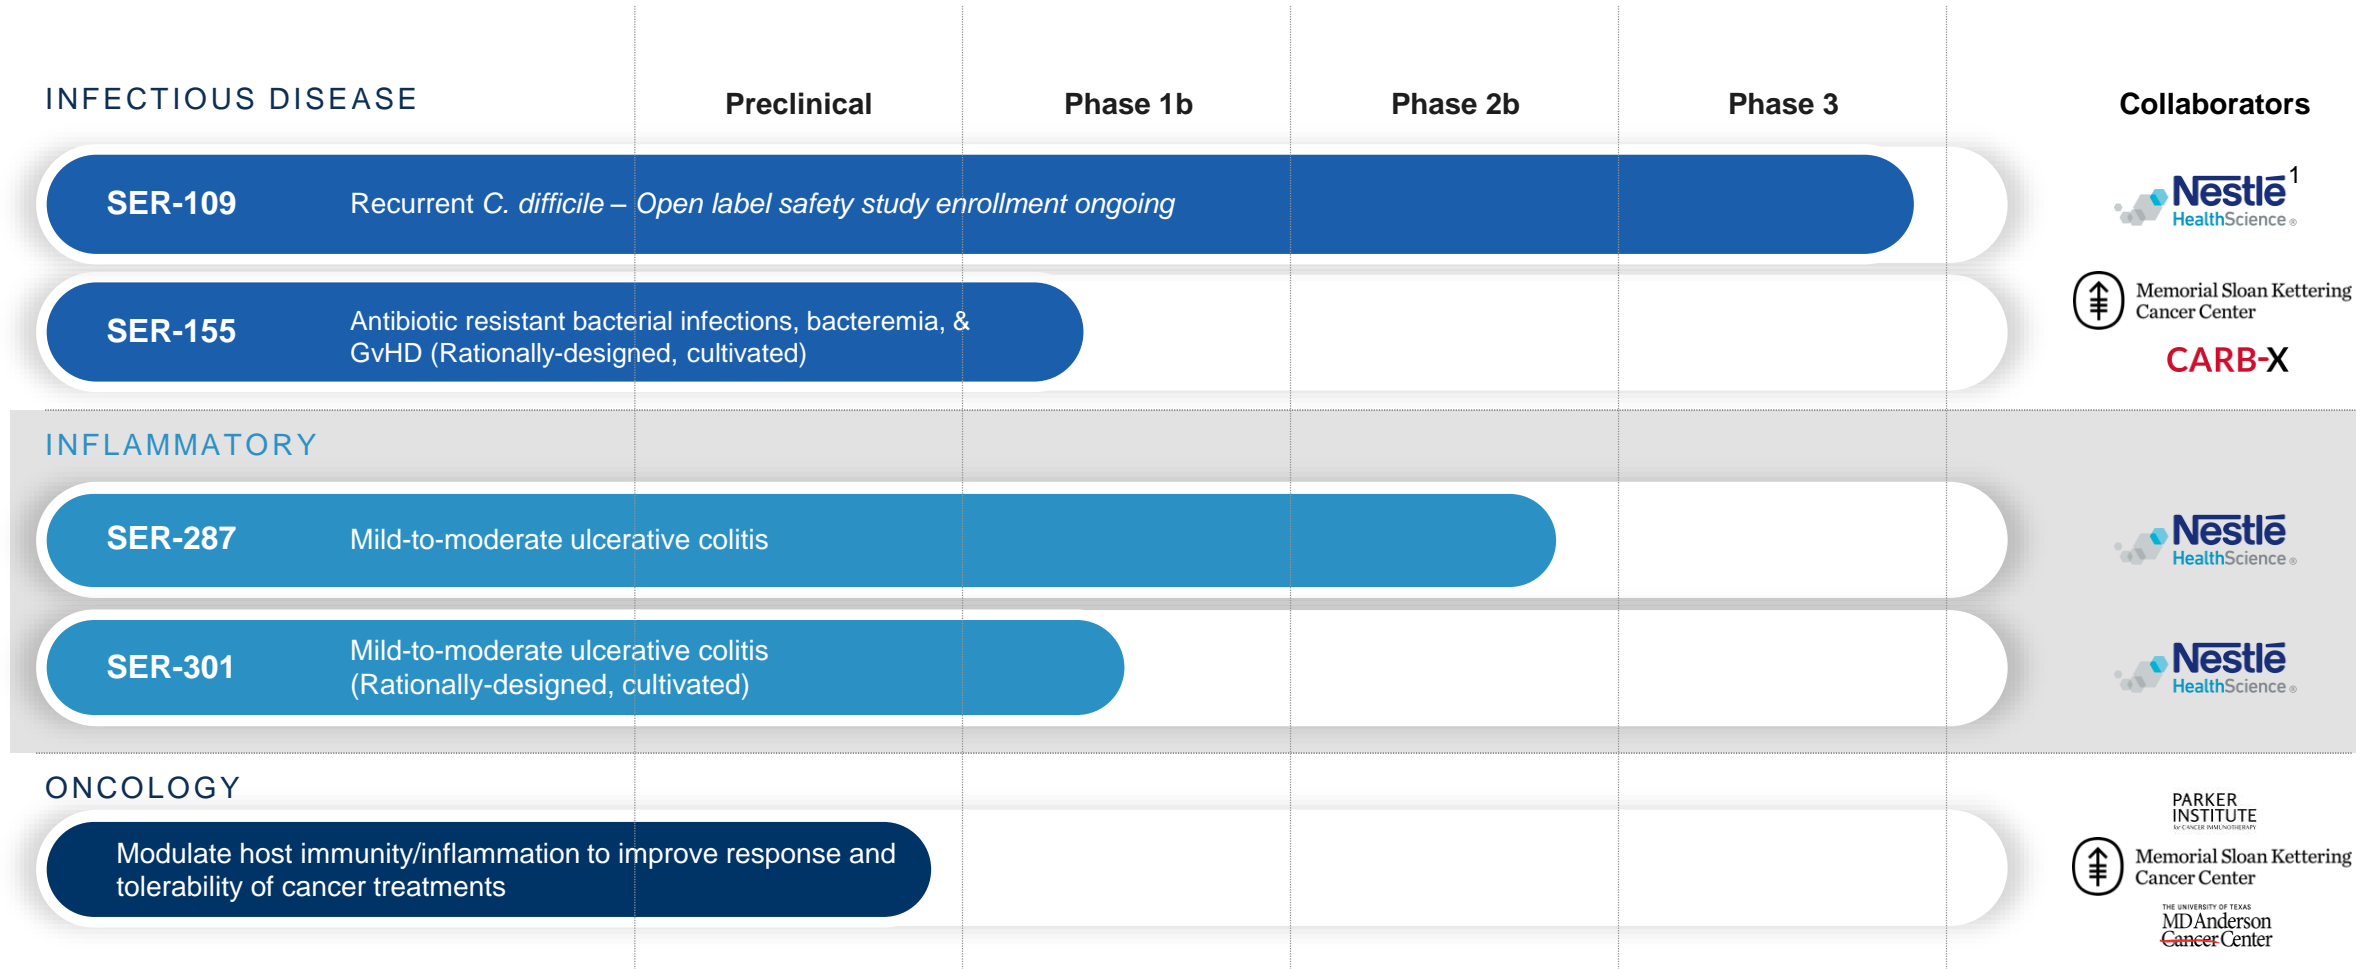 INFECTIOUS DISEASE
Preclinical
Phase 1b
Phase 2b
Phase 3
Collaborators
SER-109
Recurrent C. difficile – Open label safety study enrollment ongoing
Nestlé 1
HealthScience ®
SER-155
Antibiotic resistant bacterial infections, bacteremia, &
GvHD (Rationally-designed, cultivated)
Memorial Sloan Kettering
Cancer Center
CARB-X
INFLAMMATORY
SER-287
Mild-to-moderate ulcerative colitis
Nestlé
HealthScience ®
SER-301
Mild-to-moderate ulcerative colitis
(Rationally-designed, cultivated)
Nestlé
HealthScience ®
ONCOLOGY
Modulate host immunity/inflammation to improve response and
tolerability of cancer treatments
PARKER
INSTITUTE
for CANCER IMMUNOTHERAPY
Memorial Sloan Kettering
Cancer Center
THE UNIVERSITY OF TEXAS
MD Anderson
Cancer Center